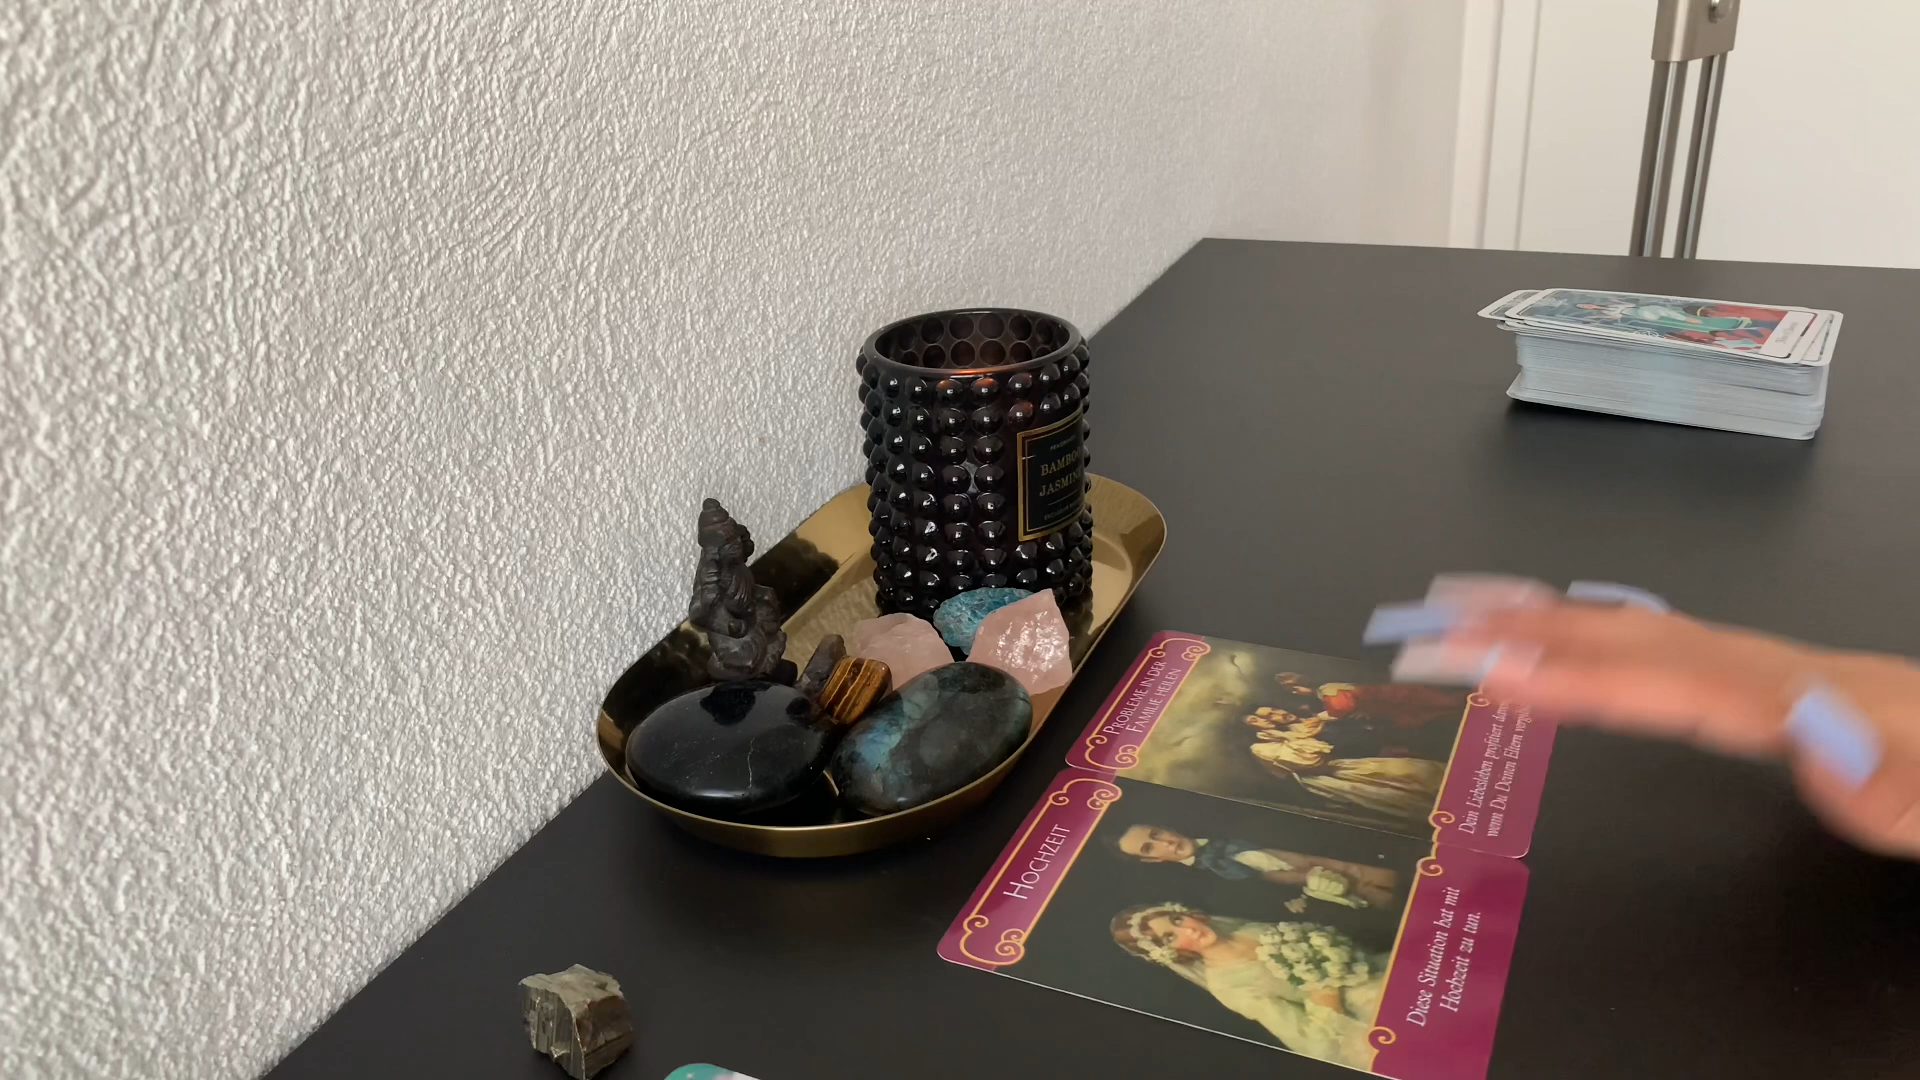 BAMBOO
JASMINE
PROBLEME IN DER
FAMILIE HEILEN
Dein Liebesleben profitiert davon,
wenn Du Deinen Eltern vergibst.
HOCHZEIT
Diese Situation hat mit
Hochzeit zu tun.